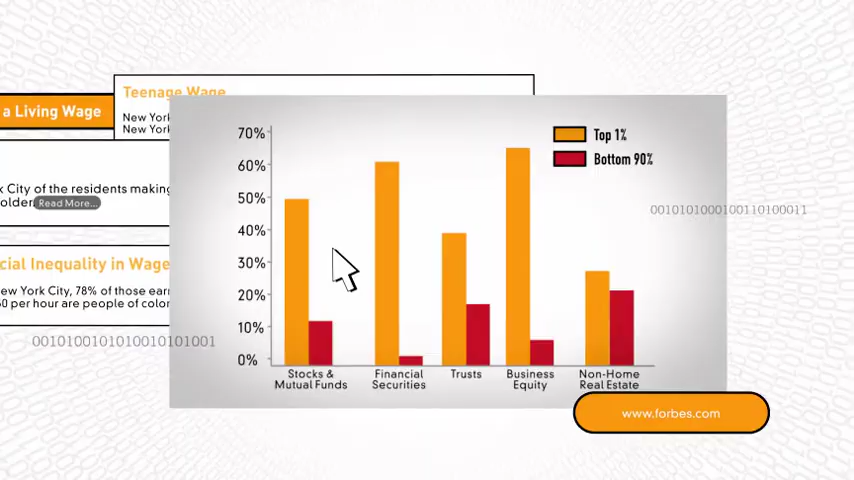 Teenage Wage
a Living Wage
New York
New York
City of the residents making
older
Read More...
cial Inequality in Wage
ew York City, 78% of those ear
50 per hour are people of color
70%
60%
50%
40%
30%
20%
10%
0%
Top 1%
Bottom 90%
Stocks &
Mutual Funds
Financial
Securities
Trusts
Business
Equity
Non-Home
Real Estate
0010101000100110100011
0010100101010010101001
www.forbes.com